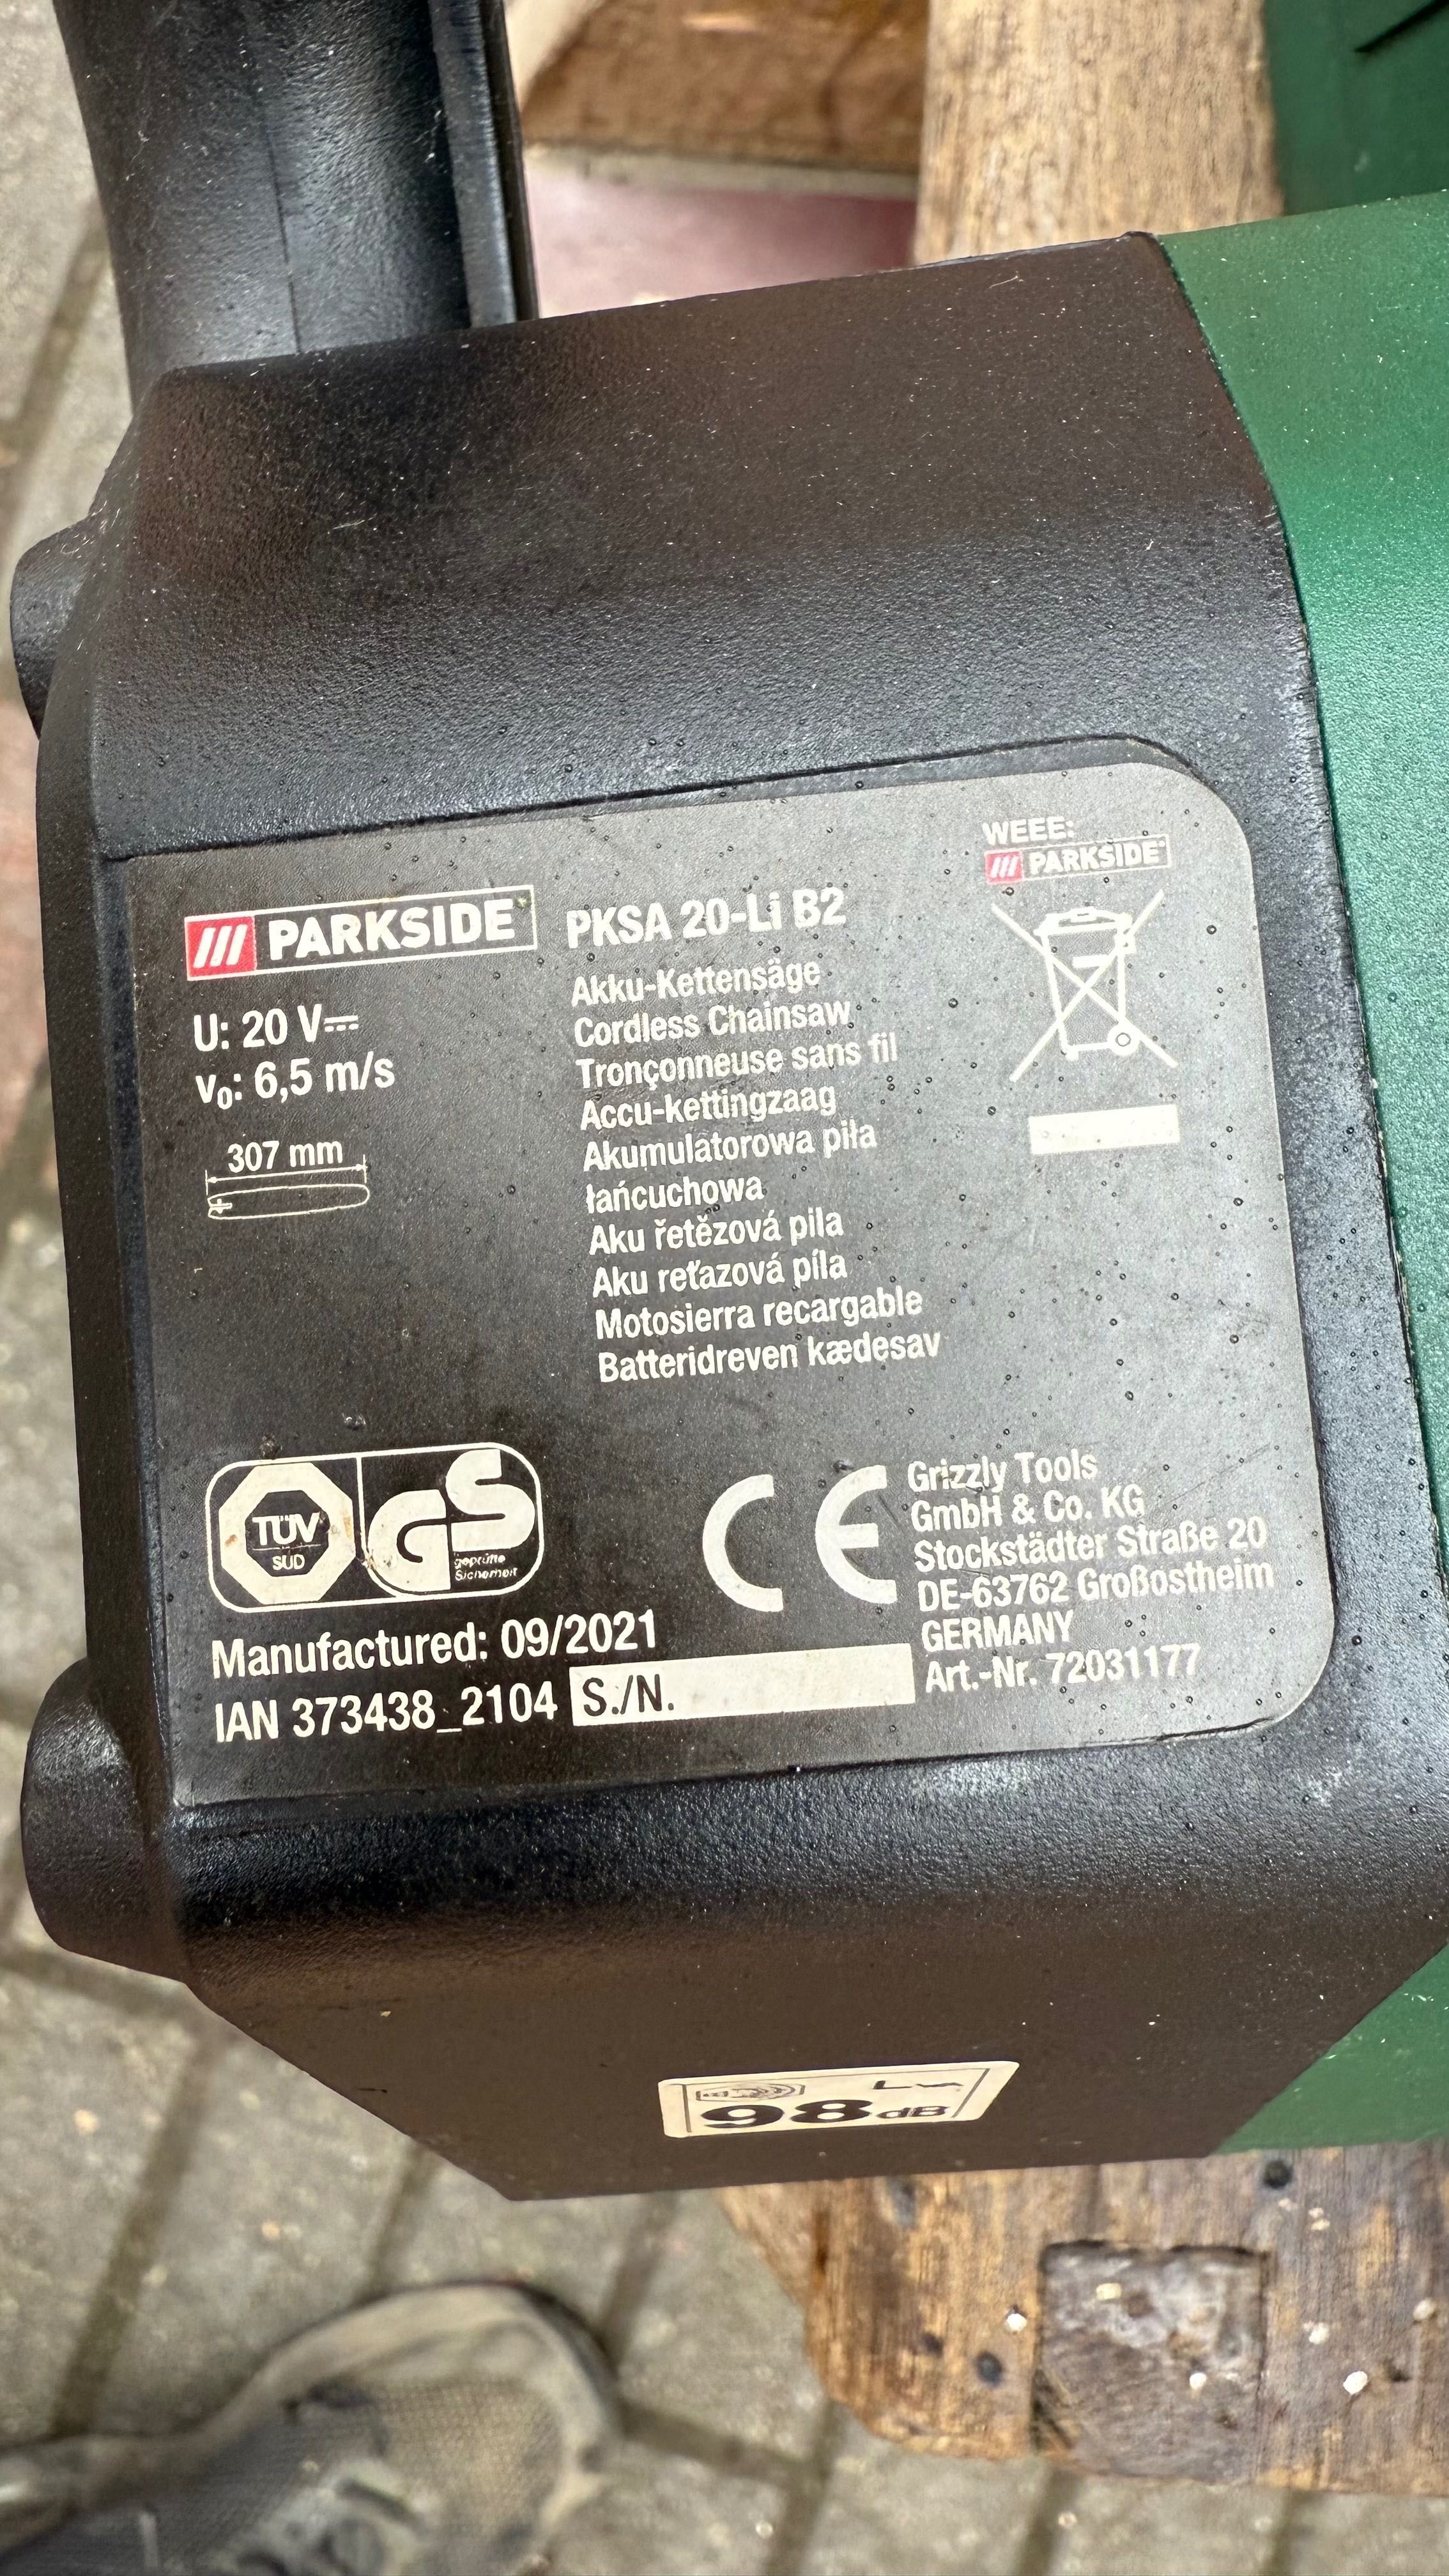 WEEE:
PARKSIDE®
PARKSIDE®
PKSA 20-Li B2
U: 20 V⎓
v₀: 6,5 m/s
307 mm
Akku-Kettensäge
Cordless Chainsaw
Tronçonneuse sans fil
Accu-kettingzaag
Akumulatorowa piła
łańcuchowa
Aku řetězová pila
Aku reťazová píla
Motosierra recargable
Batteridreven kædesav
TÜV
SÜD
GS
geprüfte
Sicherheit
CE
Grizzly Tools
GmbH & Co. KG
Stockstädter Straße 20
DE-63762 Großostheim
GERMANY
Art.-Nr. 72031177
Manufactured: 09/2021
IAN 373438_2104
S./N.
98 dB